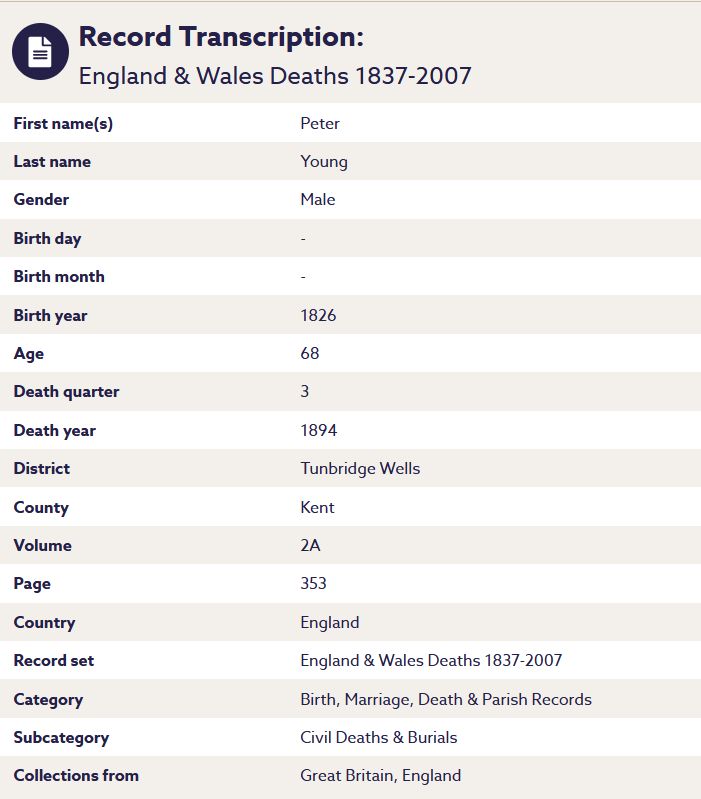 Record Transcription:
England & Wales Deaths 1837-2007
First name(s) Peter
Last name Young
Gender Male
Birth day -
Birth month -
Birth year 1826
Age 68
Death quarter 3
Death year 1894
District Tunbridge Wells
County Kent
Volume 2A
Page 353
Country England
Record set England & Wales Deaths 1837-2007
Category Birth, Marriage, Death & Parish Records
Subcategory Civil Deaths & Burials
Collections from Great Britain, England